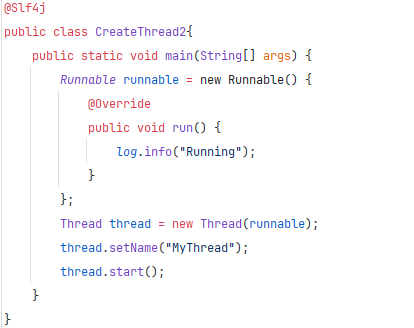 @Slf4j
public class CreateThread2{
    public static void main(String[] args) {
        Runnable runnable = new Runnable() {
            @Override
            public void run() {
                log.info("Running");
            }
        };
        Thread thread = new Thread(runnable);
        thread.setName("MyThread");
        thread.start();
    }
}